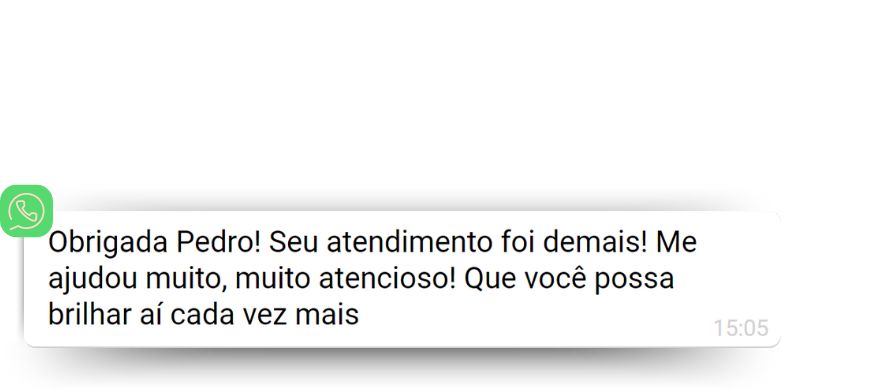 Obrigada Pedro! Seu atendimento foi demais! Me
ajudou muito, muito atencioso! Que você possa
brilhar aí cada vez mais
15:05